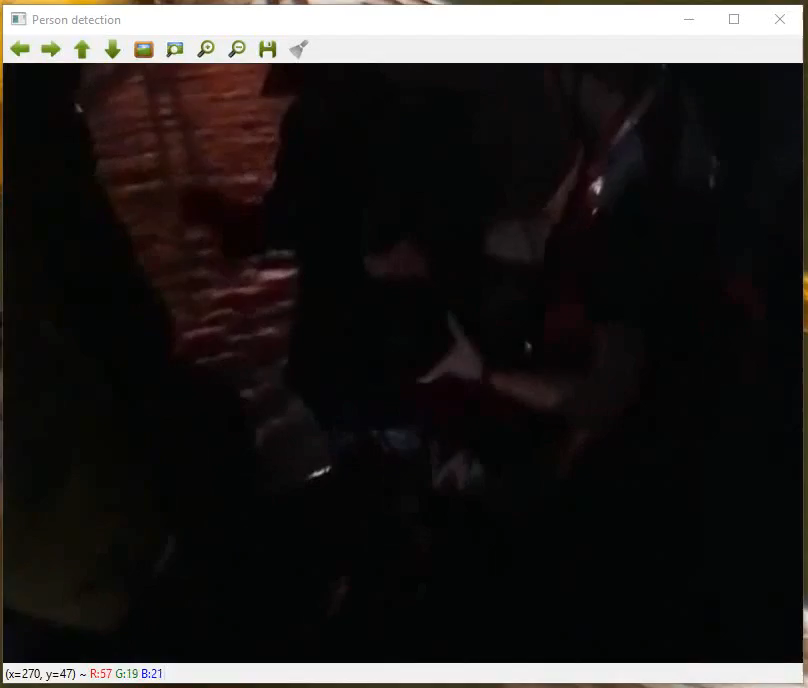 Person detection
(x=270, y=47) ~ R:57 G:19 B:21